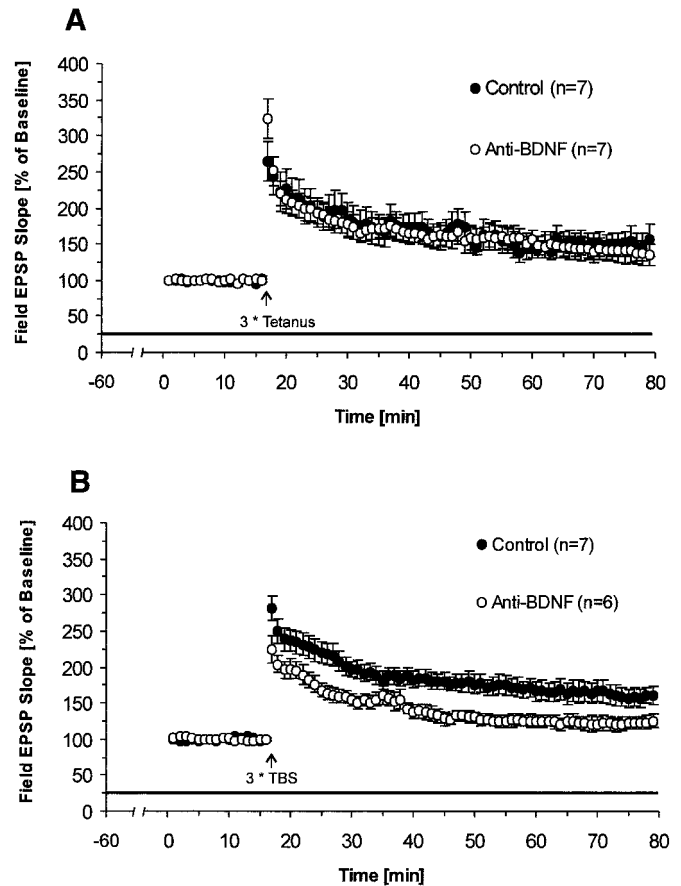 A
Field EPSP Slope [% of Baseline]
400
350
300
250
200
150
100
50
0
Control (n=7)
Anti-BDNF (n=7)
3 * Tetanus
-60 0 10 20 30 40 50 60 70 80
Time [min]
B
Field EPSP Slope [% of Baseline]
400
350
300
250
200
150
100
50
0
Control (n=7)
Anti-BDNF (n=6)
3 * TBS
-60 0 10 20 30 40 50 60 70 80
Time [min]